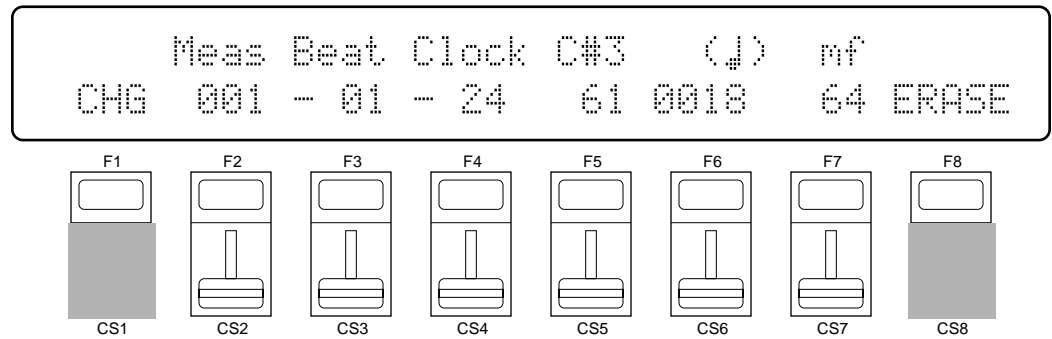 Meas Beat Clock C#3 (♩) mf
CHG 001 - 01 - 24 61 0018 64 ERASE
F1 F2 F3 F4 F5 F6 F7 F8
CS1 CS2 CS3 CS4 CS5 CS6 CS7 CS8